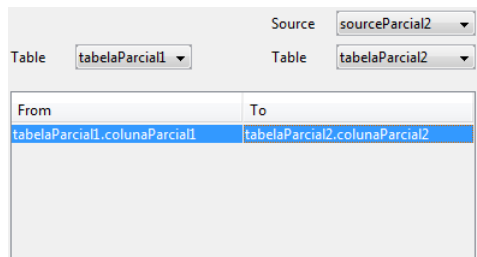 Source sourceParcial2
Table tabelaParcial1 Table tabelaParcial2
From To
tabelaParcial1.colunaParcial1 tabelaParcial2.colunaParcial2